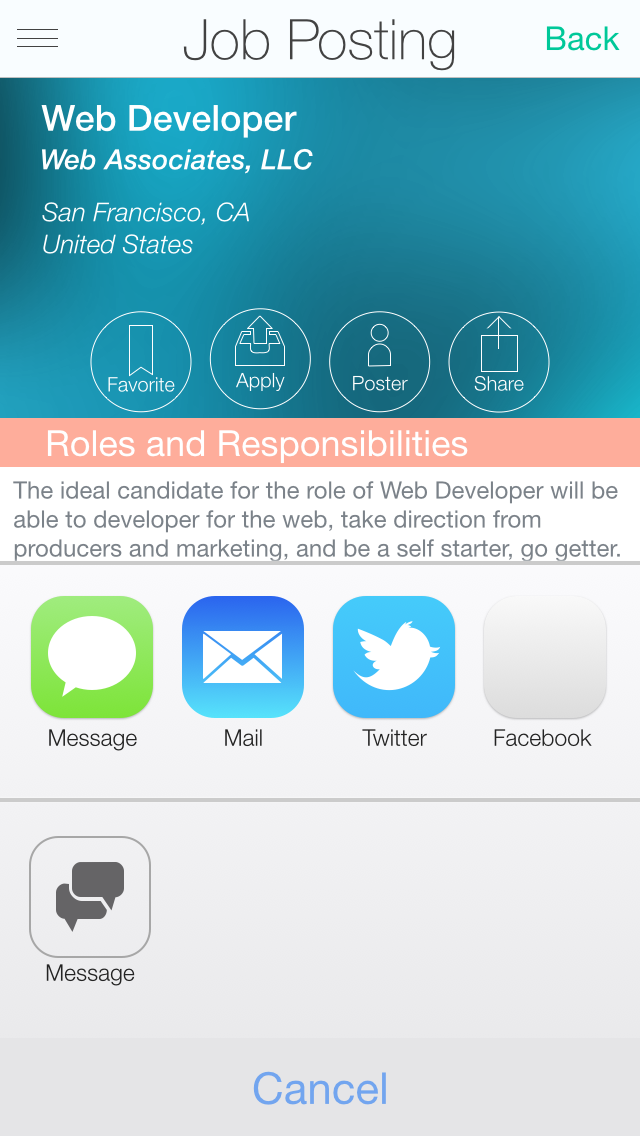 Job Posting
Back
Web Developer
Web Associates, LLC
San Francisco, CA
United States
Favorite
Apply
Poster
Share
Roles and Responsibilities
The ideal candidate for the role of Web Developer will be
able to developer for the web, take direction from
producers and marketing, and be a self starter, go getter.
Message
Mail
Twitter
Facebook
Message
Cancel